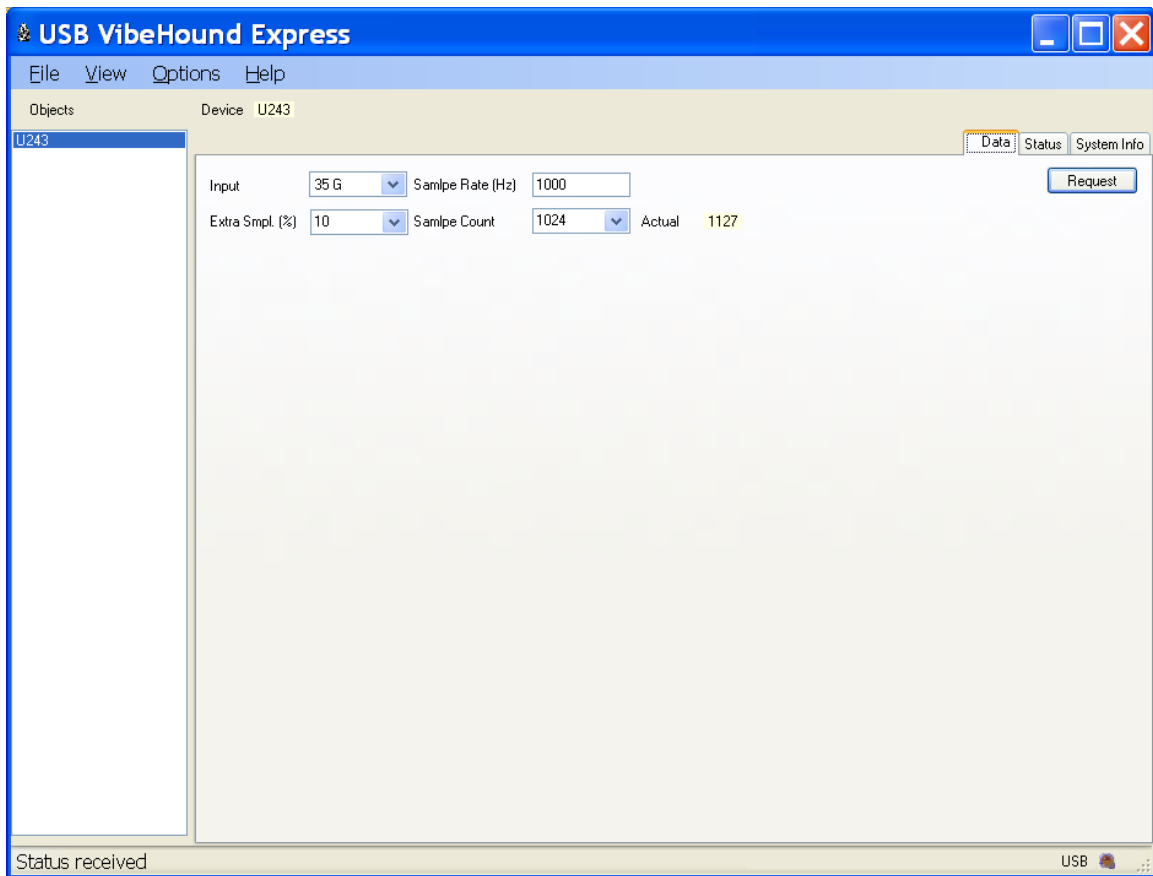 USB VibeHound Express
File View Options Help
Objects Device U243
U243
Data Status System Info
Input 35 G Samlpe Rate (Hz) 1000 Request
Extra Smpl. (%) 10 Samlpe Count 1024 Actual 1127
Status received USB